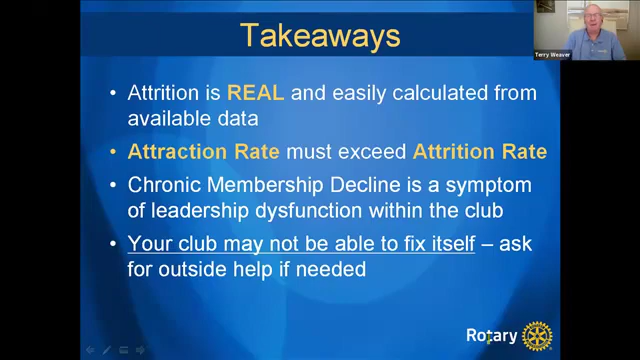 Takeaways
Terry Weaver
• Attrition is REAL and easily calculated from
available data
• Attraction Rate must exceed Attrition Rate
• Chronic Membership Decline is a symptom
of leadership dysfunction within the club
• Your club may not be able to fix itself – ask
for outside help if needed
Rotary